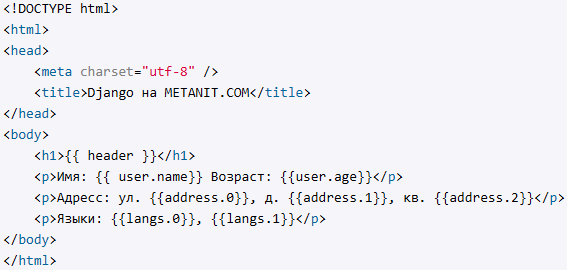 <!DOCTYPE html>
<html>
<head>
    <meta charset="utf-8" />
    <title>Django на METANIT.COM</title>
</head>
<body>
    <h1>{{ header }}</h1>
    <p>Имя: {{ user.name}} Возраст: {{user.age}}</p>
    <p>Адресс: ул. {{address.0}}, д. {{address.1}}, кв. {{address.2}}</p>
    <p>Языки: {{langs.0}}, {{langs.1}}</p>
</body>
</html>